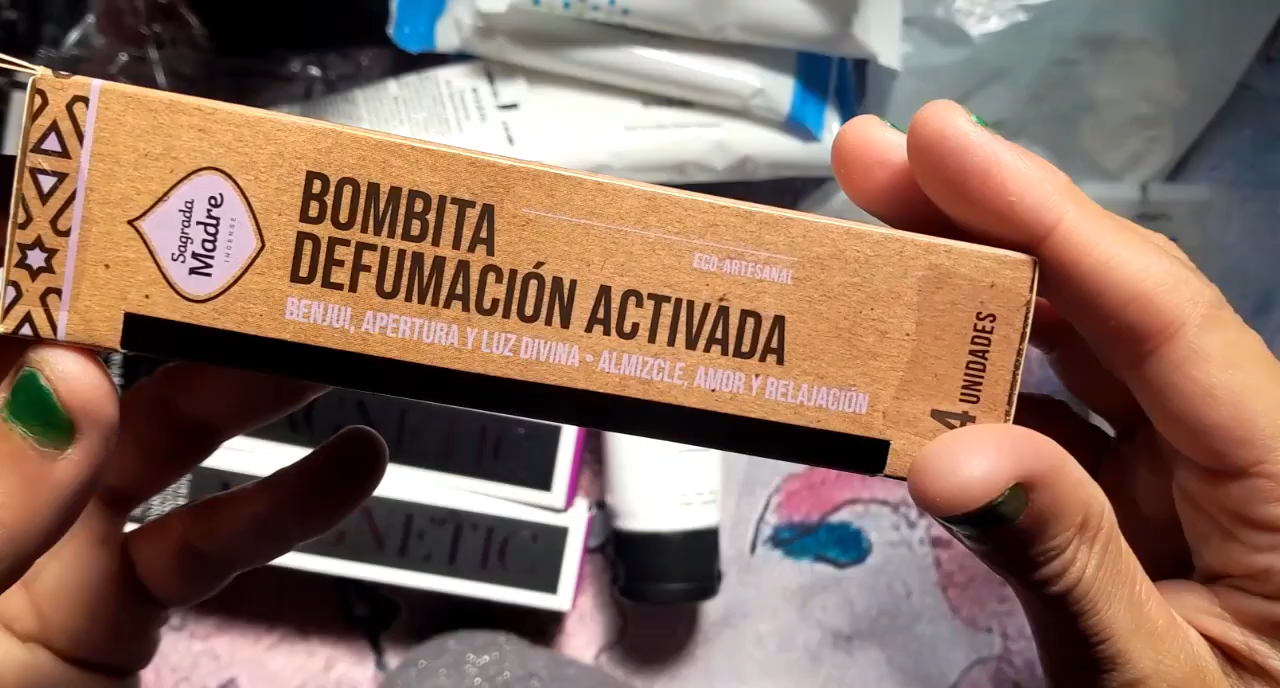 Sagrada
Madre
INCENSE
BOMBITA
DEFUMACIÓN ACTIVADA
ECO-ARTESANAL
BENJUI, APERTURA Y LUZ DIVINA • ALMIZCLE, AMOR Y RELAJACIÓN
4 UNIDADES